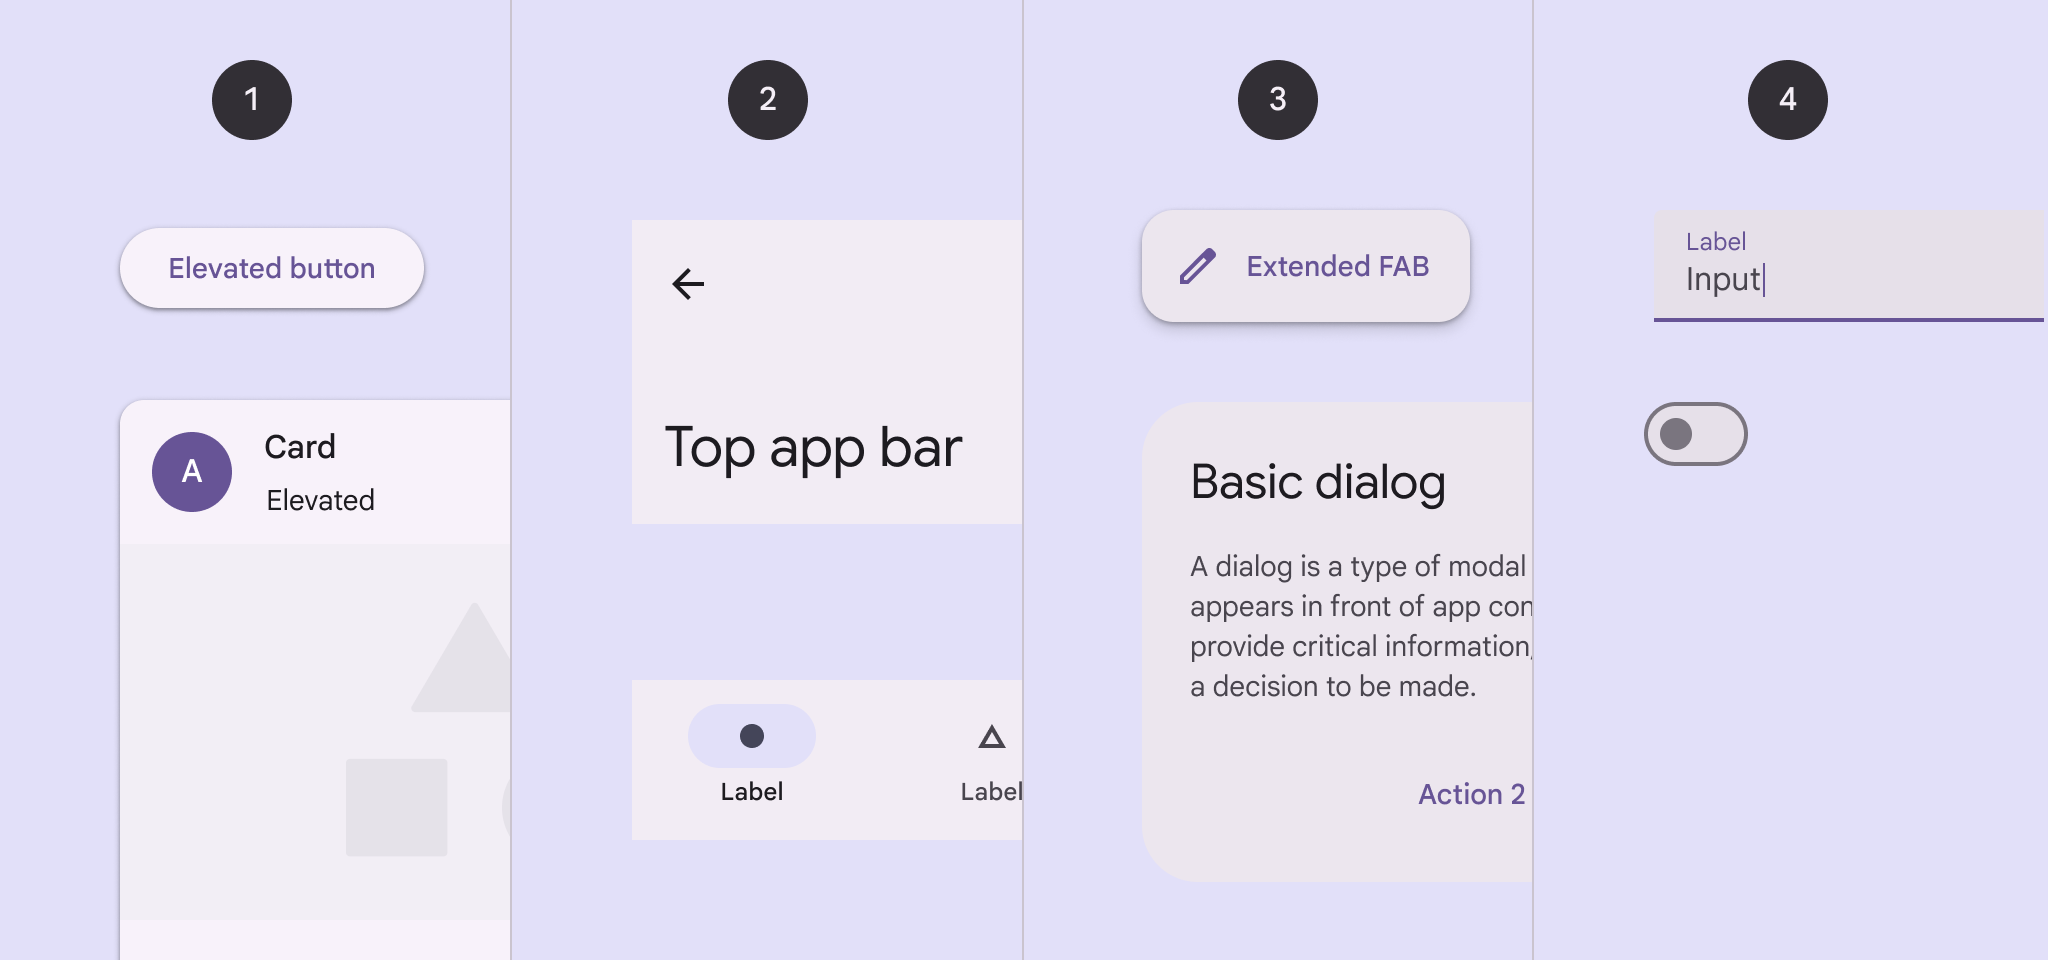 1
Elevated button
A
Card
Elevated
2
Top app bar
Label
Label
3
Extended FAB
Basic dialog
A dialog is a type of modal
appears in front of app con
provide critical information,
a decision to be made.
Action 2
4
Label
Input